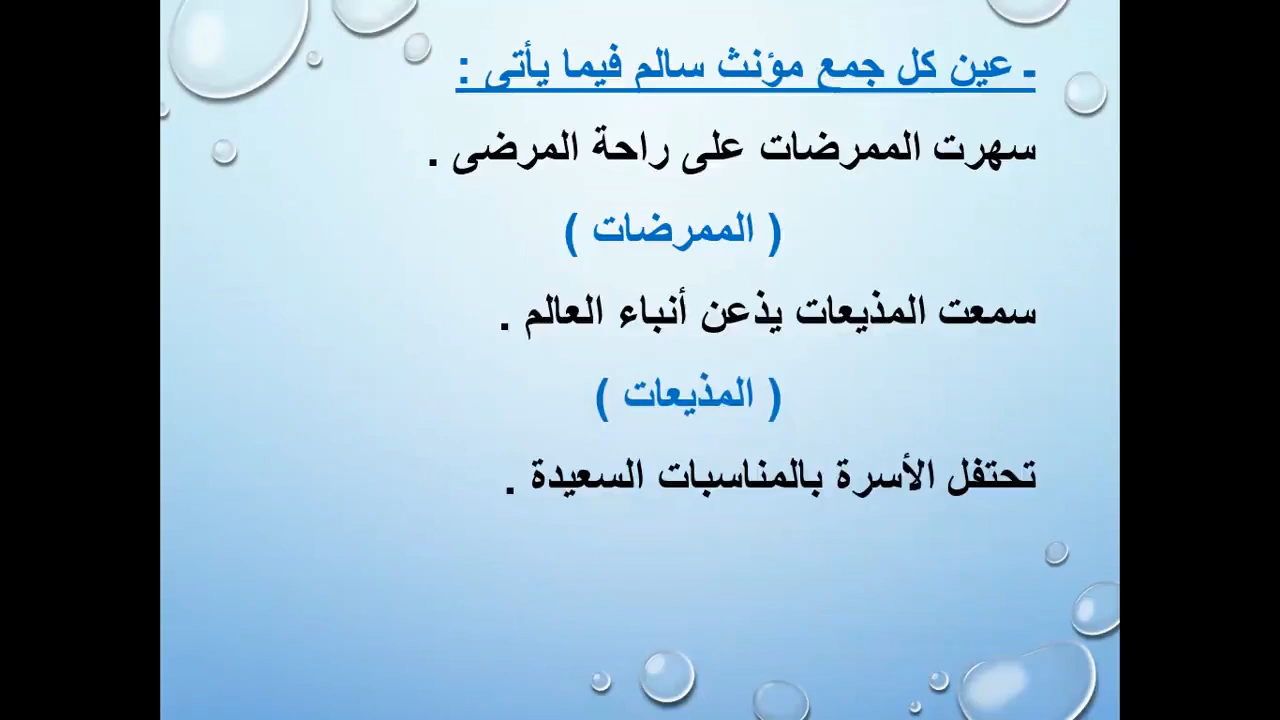 ـ عين كل جمع مؤنث سالم فيما يأتى :
سهرت الممرضات على راحة المرضى .
( الممرضات )
سمعت المذيعات يذعن أنباء العالم .
( المذيعات )
تحتفل الأسرة بالمناسبات السعيدة .